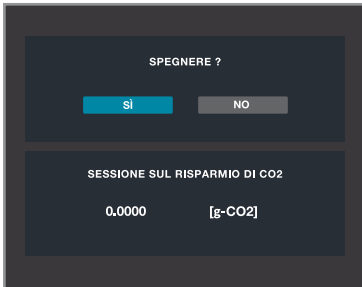 SPEGNERE ?
SÌ NO
SESSIONE SUL RISPARMIO DI CO2
0.0000 [g-CO2]